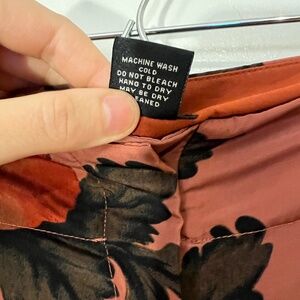 MACHINE WASH
COLD
DO NOT BLEACH
HANG TO DRY
MAY BE DRY
CLEANED